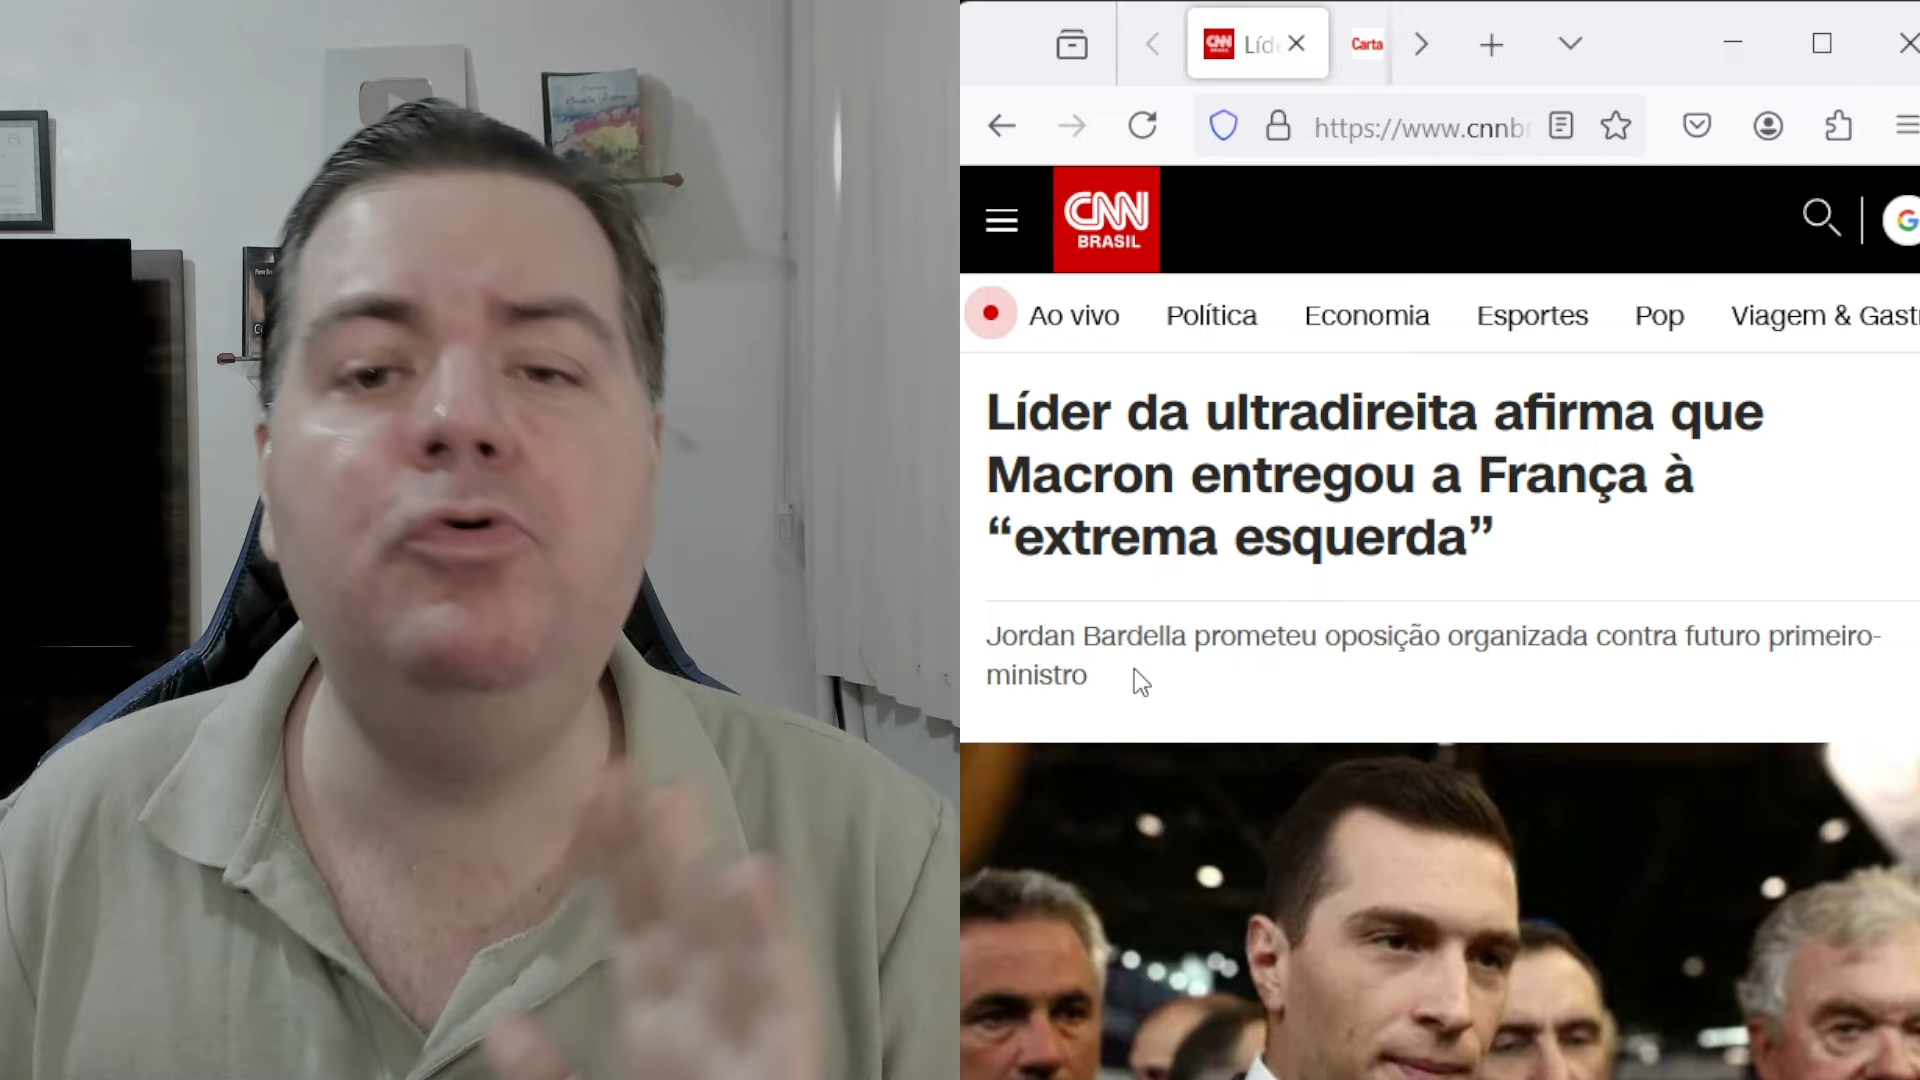 Líd
Carta
https://www.cnnbr
CNN
BRASIL
Ao vivo Política Economia Esportes Pop Viagem & Gast
Líder da ultradireita afirma que
Macron entregou a França à
“extrema esquerda”
Jordan Bardella prometeu oposição organizada contra futuro primeiro-
ministro